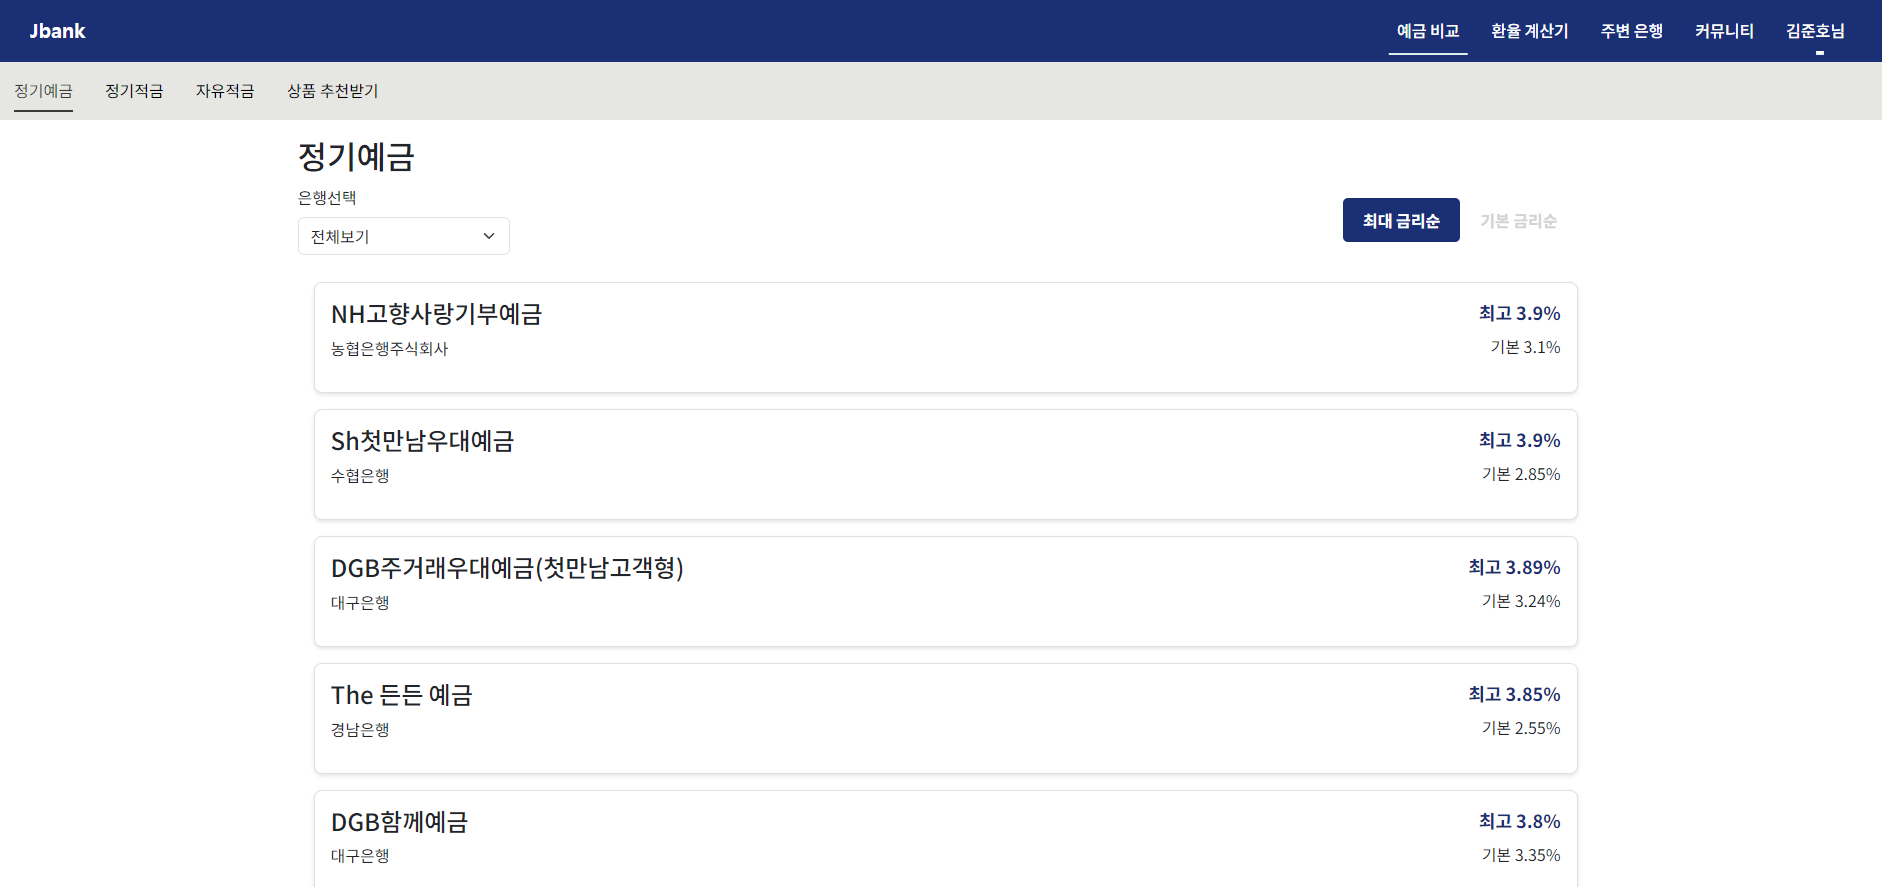 Jbank
예금 비교
환율 계산기
주변 은행
커뮤니티
김준호님
정기예금
정기적금
자유적금
상품 추천받기
정기예금
은행선택
전체보기
최대 금리순
기본 금리순
NH고향사랑기부예금
최고 3.9%
농협은행주식회사
기본 3.1%
Sh첫만남우대예금
최고 3.9%
수협은행
기본 2.85%
DGB주거래우대예금(첫만남고객형)
최고 3.89%
대구은행
기본 3.24%
The 든든 예금
최고 3.85%
경남은행
기본 2.55%
DGB함께예금
최고 3.8%
대구은행
기본 3.35%